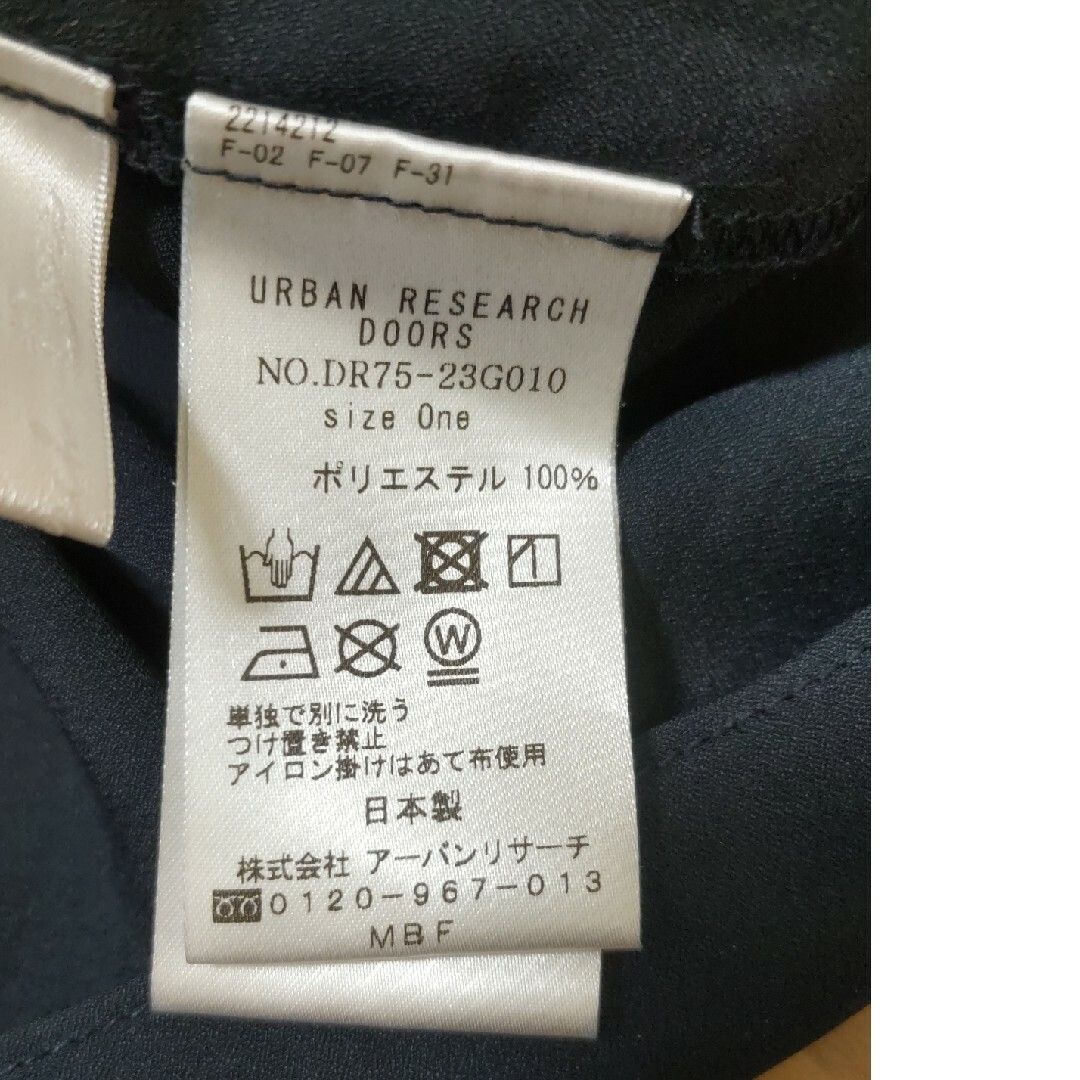 2214212
F-02 F-07 F-31
URBAN RESEARCH
DOORS
NO.DR75-23G010
size One
ポリエステル 100%
W
単独で別に洗う
つけ置き禁止
アイロン掛けはあて布使用
日本製
株式会社 アーバンリサーチ
0120-967-013
MBF